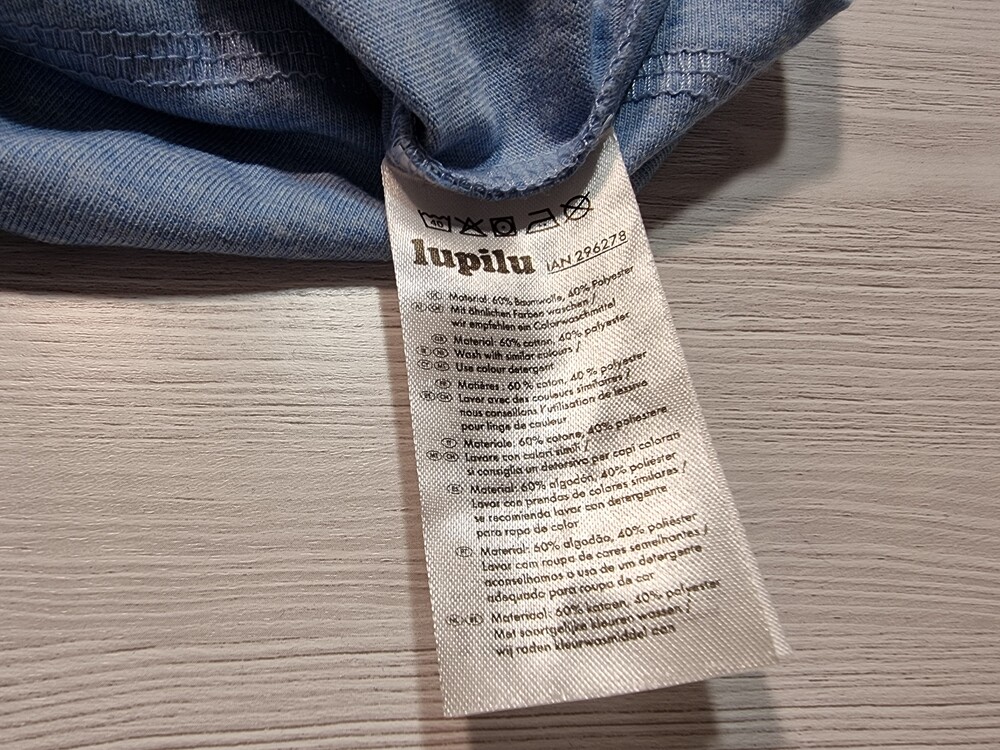 40
lupilu IAN 296278
Material: 60% Baumwolle, 40% Polyester
Mit ähnlichen Farben waschen /
wir empfehlen ein Colorwaschmittel
Material: 60% cotton, 40% polyester
Wash with similar colours /
Use colour detergent
Matières : 60 % coton, 40 % polyester
Laver avec des couleurs similaires /
nous conseillons l'utilisation de lessive
pour linge de couleur
Materiale: 60% cotone, 40% poliestere
Lavare con colori simili /
si consiglia un detersivo per capi colorati
Material: 60% algodón, 40% poliéster
Lavar con prendas de colores similares /
se recomienda lavar con detergente
para ropa de color
Material: 60% algodão, 40% poliéster
Lavar com roupa de cores semelhantes /
aconselhamos o uso de um detergente
adequado para roupa de cor
Materiaal: 60% katoen, 40% polyester
Met soortgelijke kleuren wassen /
wij raden kleurwasmiddel aan